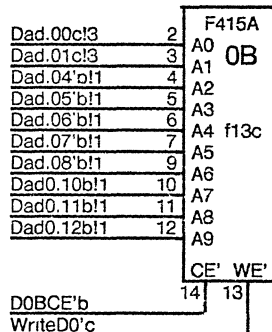 F415A
Dad.00c!3 2 A0 0B
Dad.01c!3 3 A1
Dad.04'b!1 4 A2
Dad.05'b!1 5 A3
Dad.06'b!1 6 A4 f13c
Dad.07'b!1 7 A5
Dad.08'b!1 9 A6
Dad0.10b!1 10 A7
Dad0.11b!1 11 A8
Dad0.12b!1 12 A9
CE' WE'
14 13
D0BCE'b
WriteD0'c